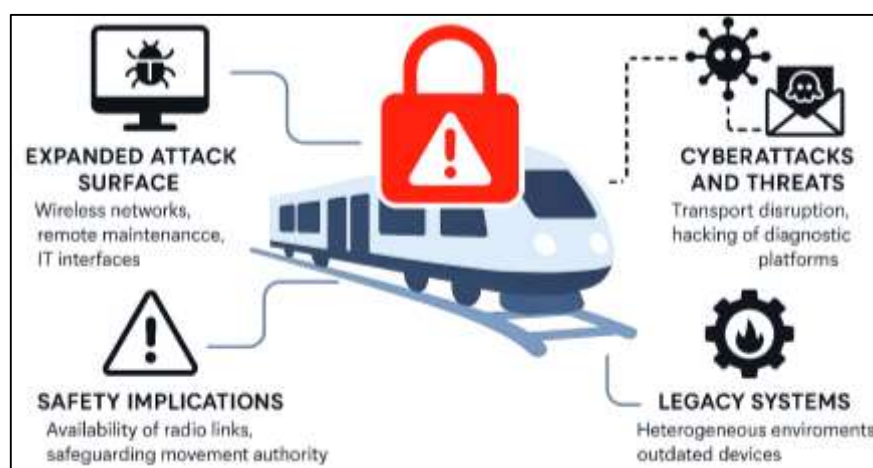 EXPANDED ATTACK
SURFACE
Wireless networks,
remote maintenancce,
IT interfaces
CYBERATTACKS
AND THREATS
Transport disruption,
hacking of diagnostic
platforms
SAFETY IMPLICATIONS
Availability of radio links,
safeguarding movement authority
LEGACY SYSTEMS
Heterogeneous enviroments
outdated devices